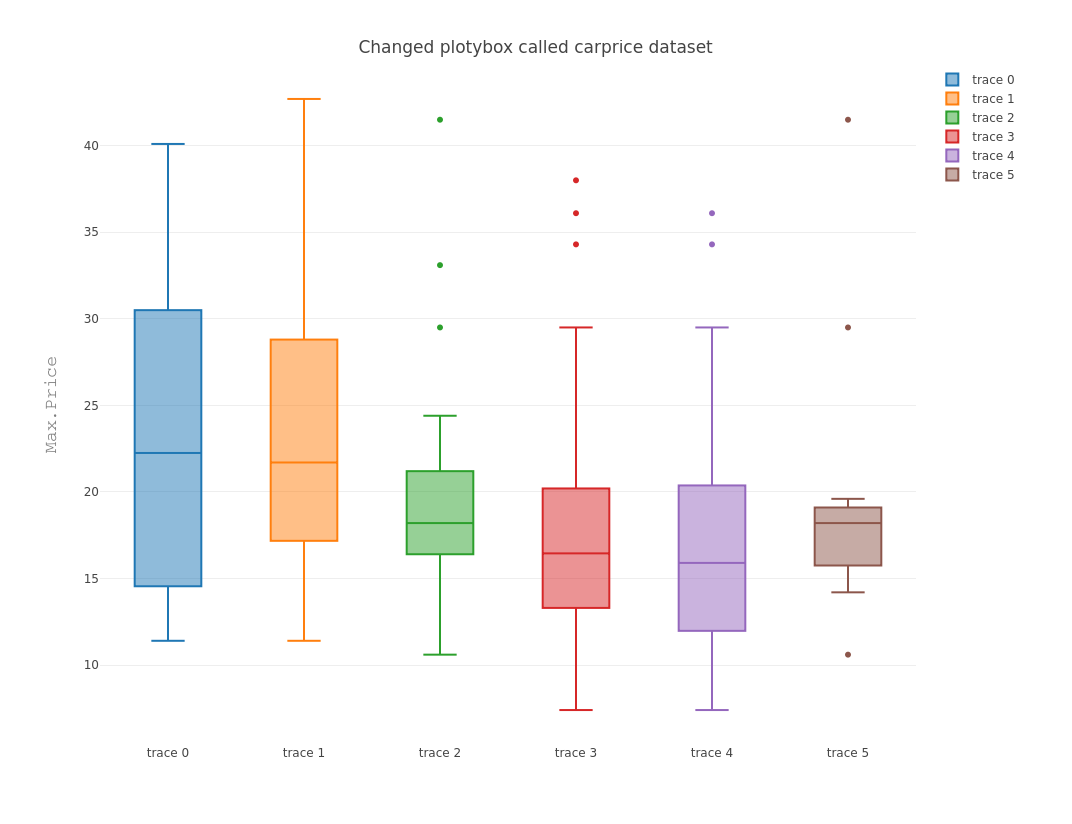 Changed plotybox called carprice dataset
trace 0
trace 1
trace 2
trace 3
trace 4
trace 5
Max.Price
40
35
30
25
20
15
10
trace 0
trace 1
trace 2
trace 3
trace 4
trace 5